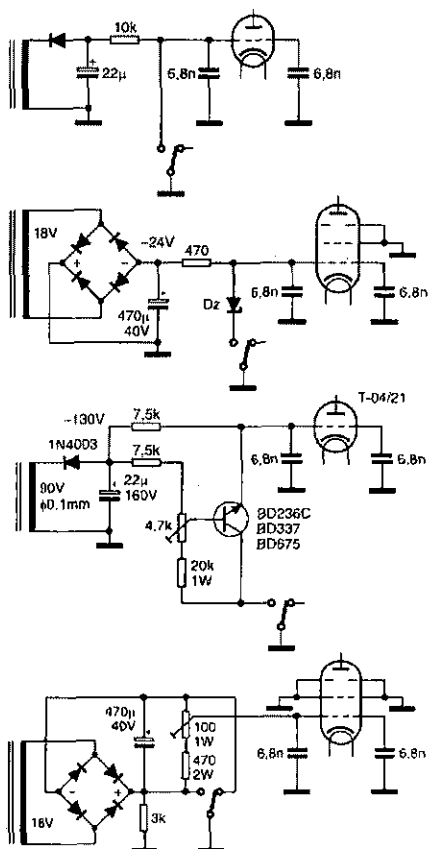 10k
22µ
6,8n
6,8n
18V
+
-
-24V
470
470µ
40V
Dz
6,8n
6,8n
-130V
7,5k
T-04/21
1N4003
7,5k
90V
ϕ0,1mm
22µ
160V
6,8n
6,8n
4,7k
BD236C
BD337
BD675
20k
1W
470µ
40V
100
1W
470
2W
6,8n
6,8n
-
+
16V
3k